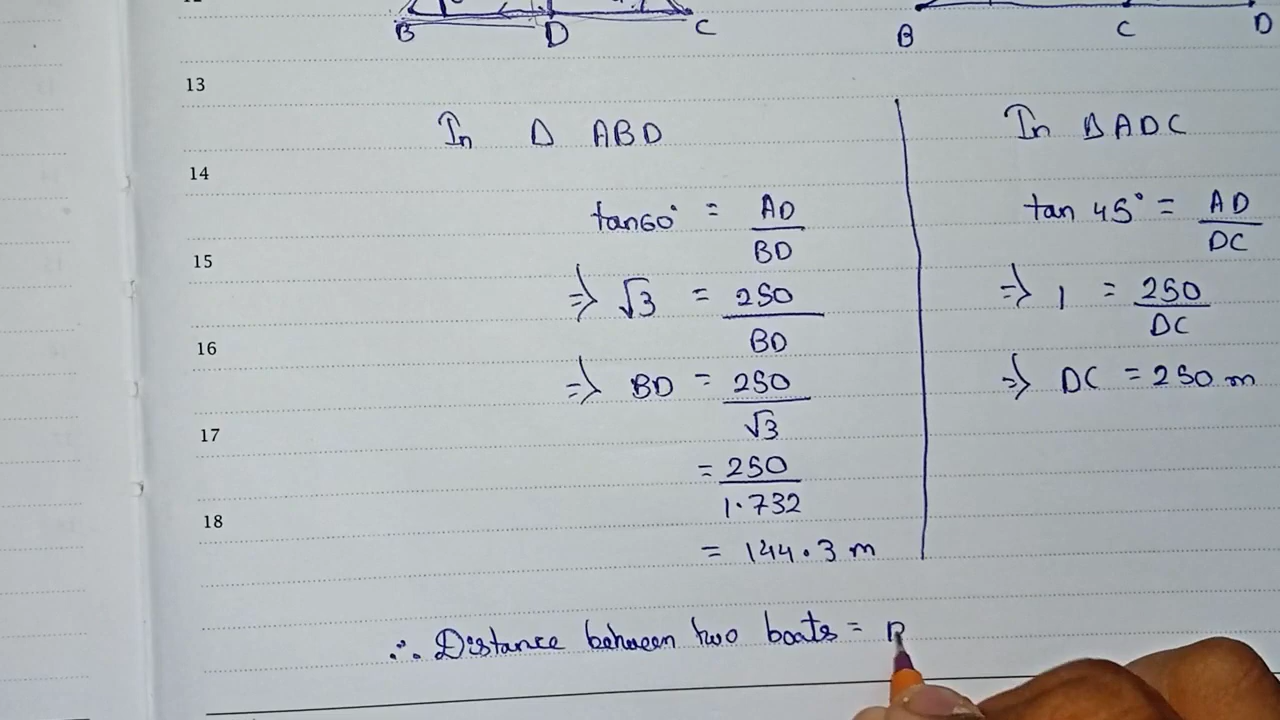 B D C
B C D
13
In Δ ABD
14
tan60° = AD/BD
15
⇒ √3 = 250/BD
16
⇒ BD = 250/√3
17
= 250/1.732
18
= 144.3 m
In Δ ADC
tan 45° = AD/DC
⇒ 1 = 250/DC
⇒ DC = 250 m
∴ Distance between two boats =